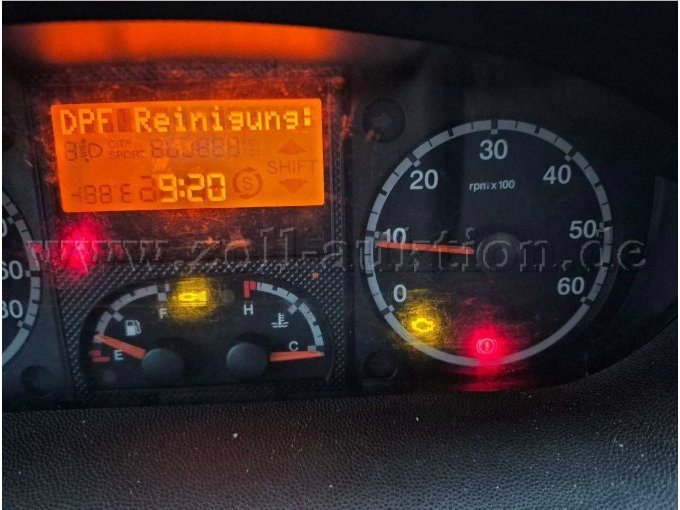 DPF Reinigung:
SPORT
SHIFT
9:20
S
www.zoll-auktion.de
F
H
E
C
60
80
0
10
20
30
40
50
60
rpm x 100